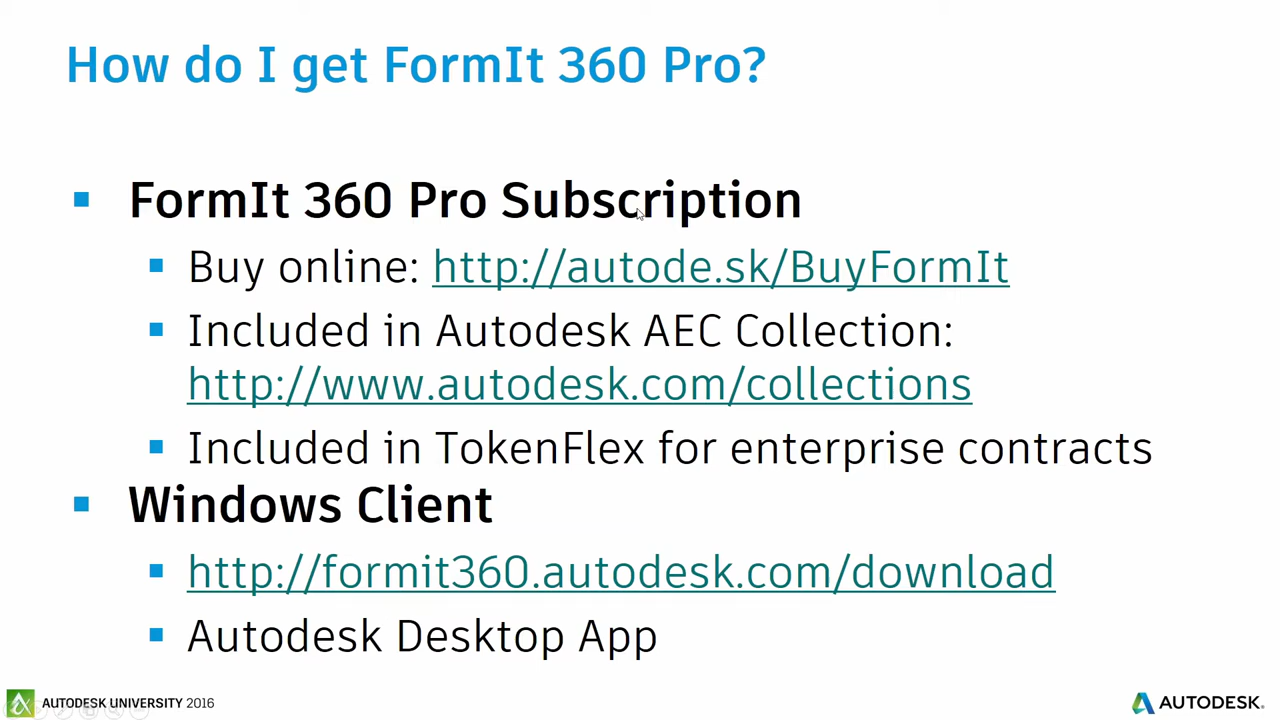 How do I get FormIt 360 Pro?
FormIt 360 Pro Subscription
Buy online: http://autode.sk/BuyFormIt
Included in Autodesk AEC Collection:
http://www.autodesk.com/collections
Included in TokenFlex for enterprise contracts
Windows Client
http://formit360.autodesk.com/download
Autodesk Desktop App
AUTODESK UNIVERSITY 2016
AUTODESK.